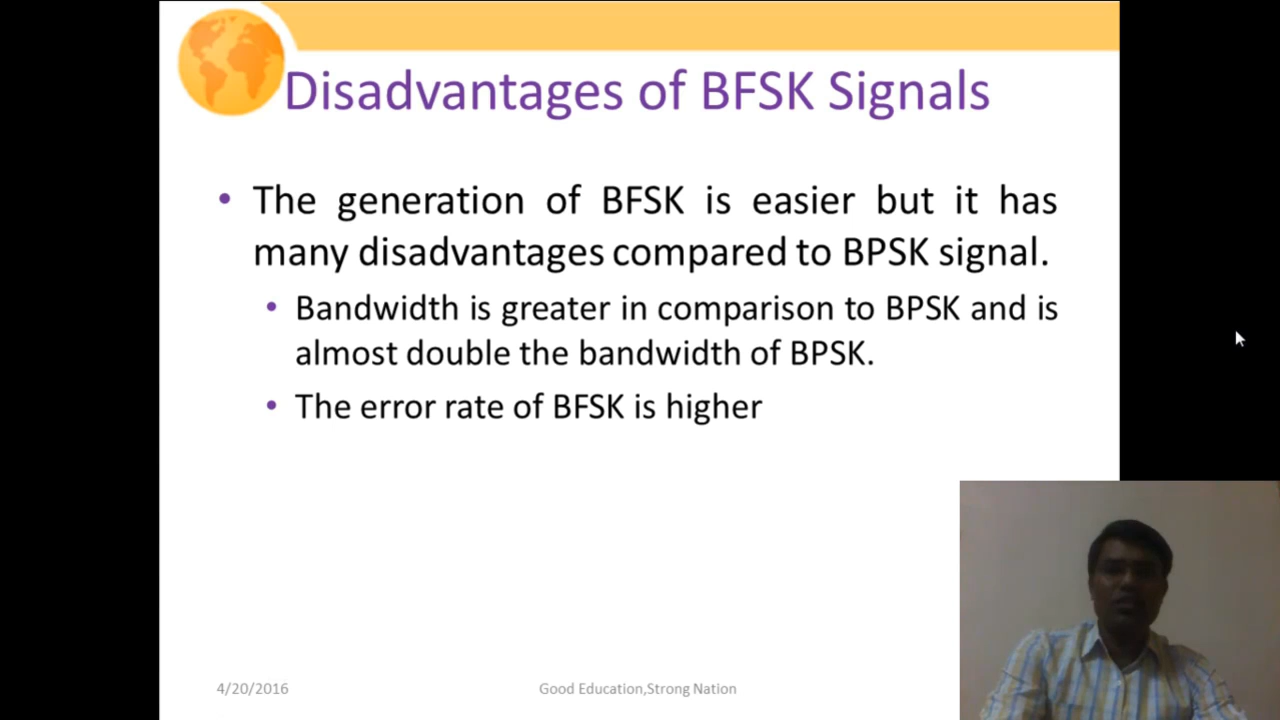 Disadvantages of BFSK Signals
• The generation of BFSK is easier but it has
many disadvantages compared to BPSK signal.
• Bandwidth is greater in comparison to BPSK and is
almost double the bandwidth of BPSK.
• The error rate of BFSK is higher
4/20/2016
Good Education,Strong Nation